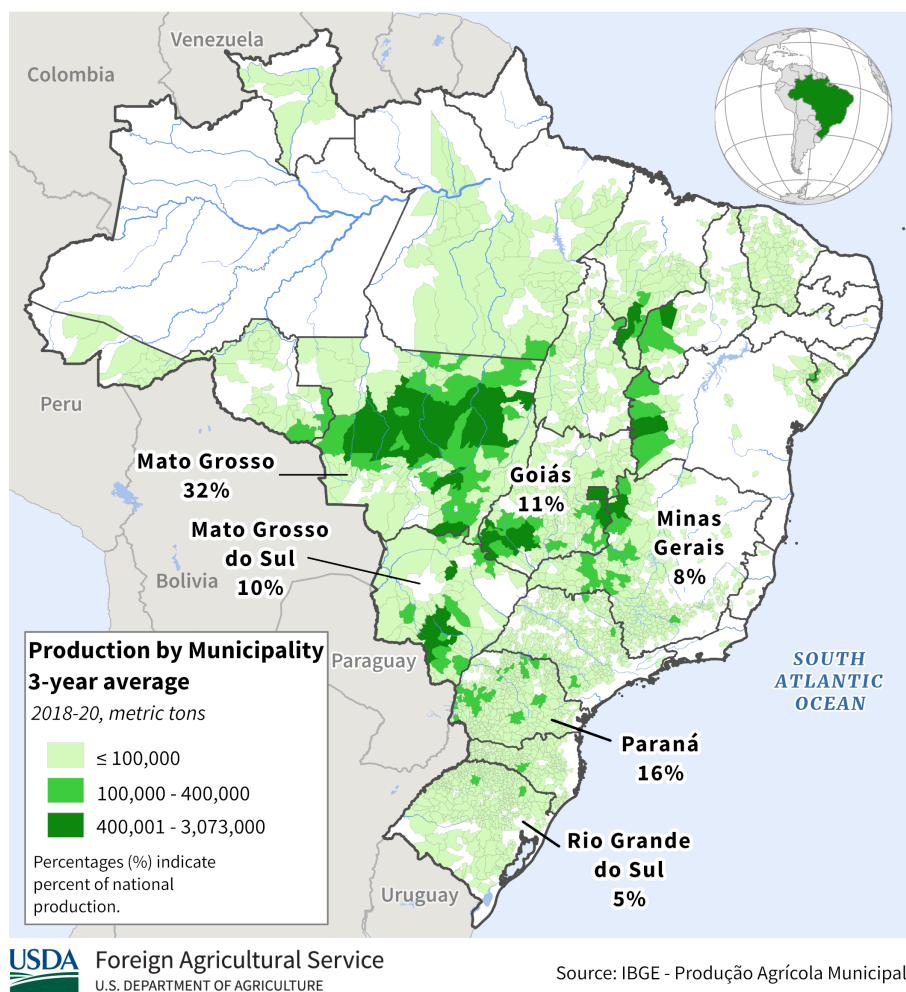 Venezuela
Colombia
Peru
Mato Grosso
32%
Goiás
11%
Mato Grosso
do Sul
10%
Minas
Gerais
8%
Bolivia
Paraguay
SOUTH
ATLANTIC
OCEAN
Production by Municipality
3-year average
2018-20, metric tons
≤ 100,000
100,000 - 400,000
400,001 - 3,073,000
Percentages (%) indicate
percent of national
production.
Paraná
16%
Rio Grande
do Sul
5%
Uruguay
USDA
Foreign Agricultural Service
U.S. DEPARTMENT OF AGRICULTURE
Source: IBGE - Produção Agrícola Municipal